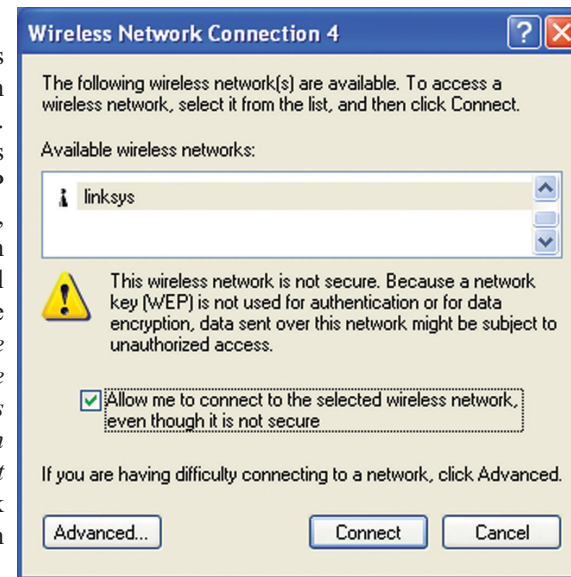 Wireless Network Connection 4
The following wireless network(s) are available. To access a
wireless network, select it from the list, and then click Connect.
Available wireless networks:
linksys
This wireless network is not secure. Because a network
key (WEP) is not used for authentication or for data
encryption, data sent over this network might be subject to
unauthorized access.
Allow me to connect to the selected wireless network,
even though it is not secure
If you are having difficulty connecting to a network, click Advanced.
Advanced... Connect Cancel